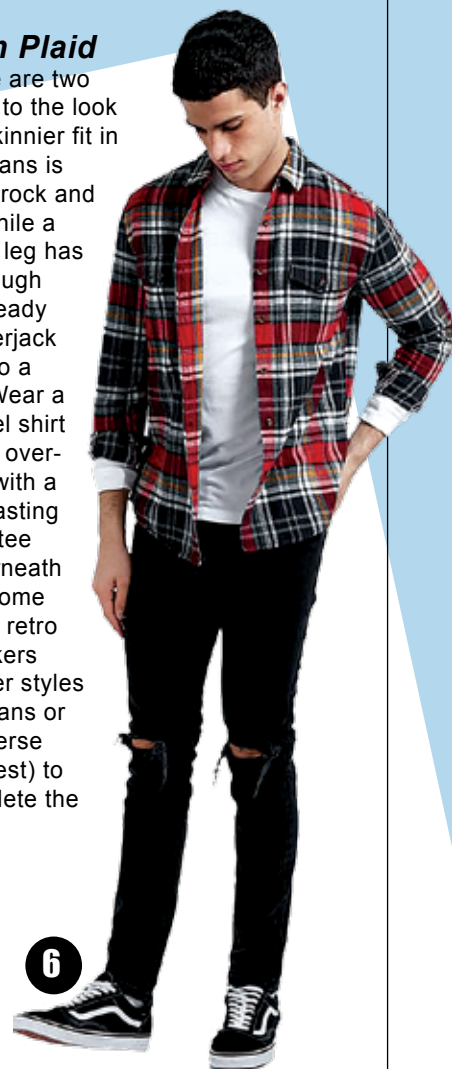 n Plaid
e are two
to the look
kinnier fit in
ans is
rock and
hile a
leg has
ugh
eady
erjack
o a
Wear a
el shirt
over-
with a
asting
tee
rneath
ome
retro
kers
er styles
ans or
erse
est) to
lete the
6